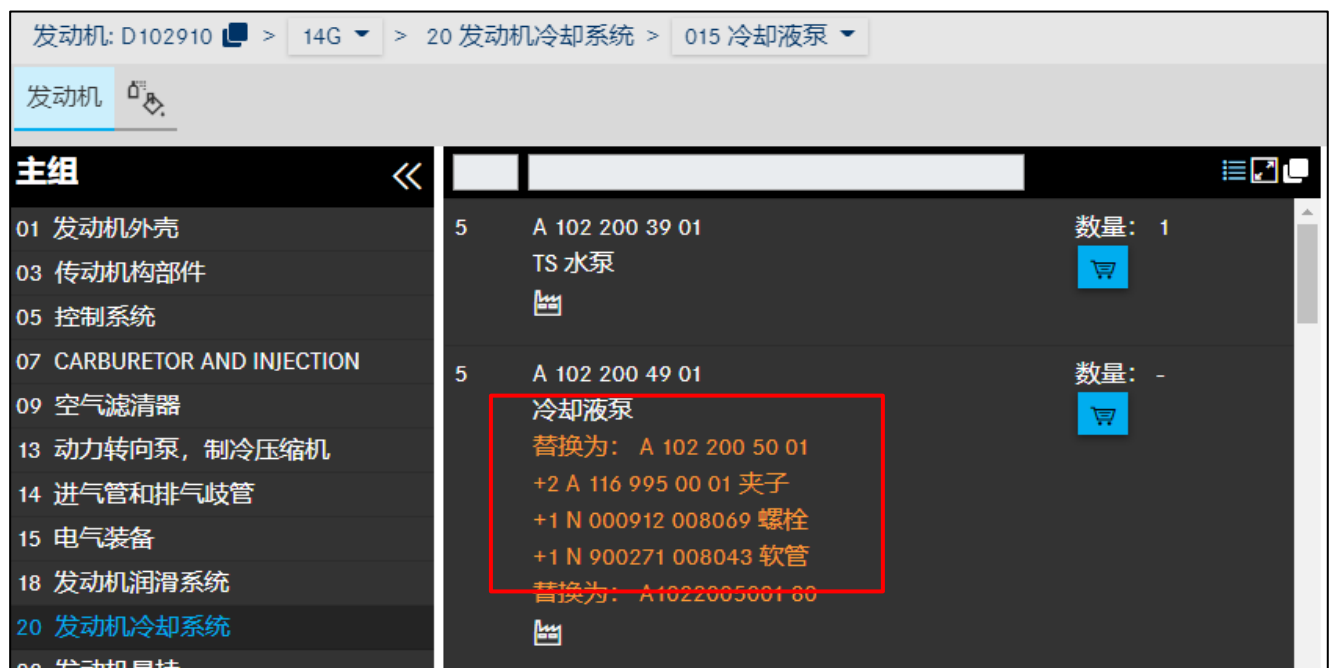 发动机: D102910 > 14G > 20 发动机冷却系统 > 015 冷却液泵
发动机
主组
01 发动机外壳
03 传动机构部件
05 控制系统
07 CARBURETOR AND INJECTION
09 空气滤清器
13 动力转向泵，制冷压缩机
14 进气管和排气歧管
15 电气装备
18 发动机润滑系统
20 发动机冷却系统
5 A 102 200 39 01 数量： 1
TS 水泵
5 A 102 200 49 01 数量： -
冷却液泵
替换为： A 102 200 50 01
+2 A 116 995 00 01 夹子
+1 N 000912 008069 螺栓
+1 N 900271 008043 软管
替换为： A1022005001 80